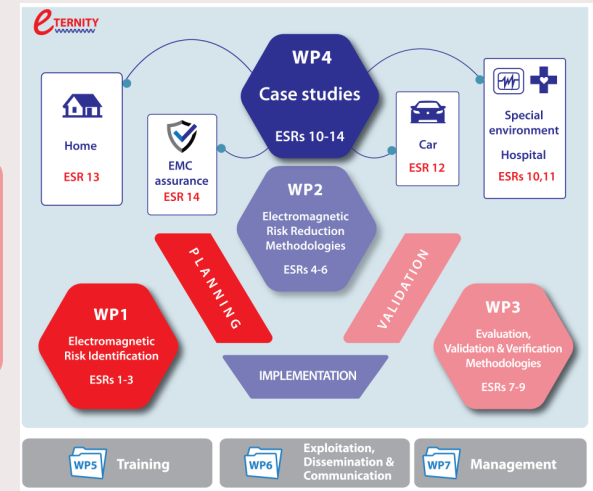 eTERNITY
WP4
Case studies
ESRs 10-14
Home
ESR 13
EMC
assurance
ESR 14
Car
ESR 12
Special
environment
Hospital
ESRs 10,11
WP2
Electromagnetic
Risk Reduction
Methodologies
ESRs 4-6
PLANNING
VALIDATION
WP1
Electromagnetic
Risk Identification
ESRs 1-3
WP3
Evaluation,
Validation & Verification
Methodologies
ESRs 7-9
IMPLEMENTATION
WP5 Training
WP6 Exploitation,
Dissemination &
Communication
WP7 Management